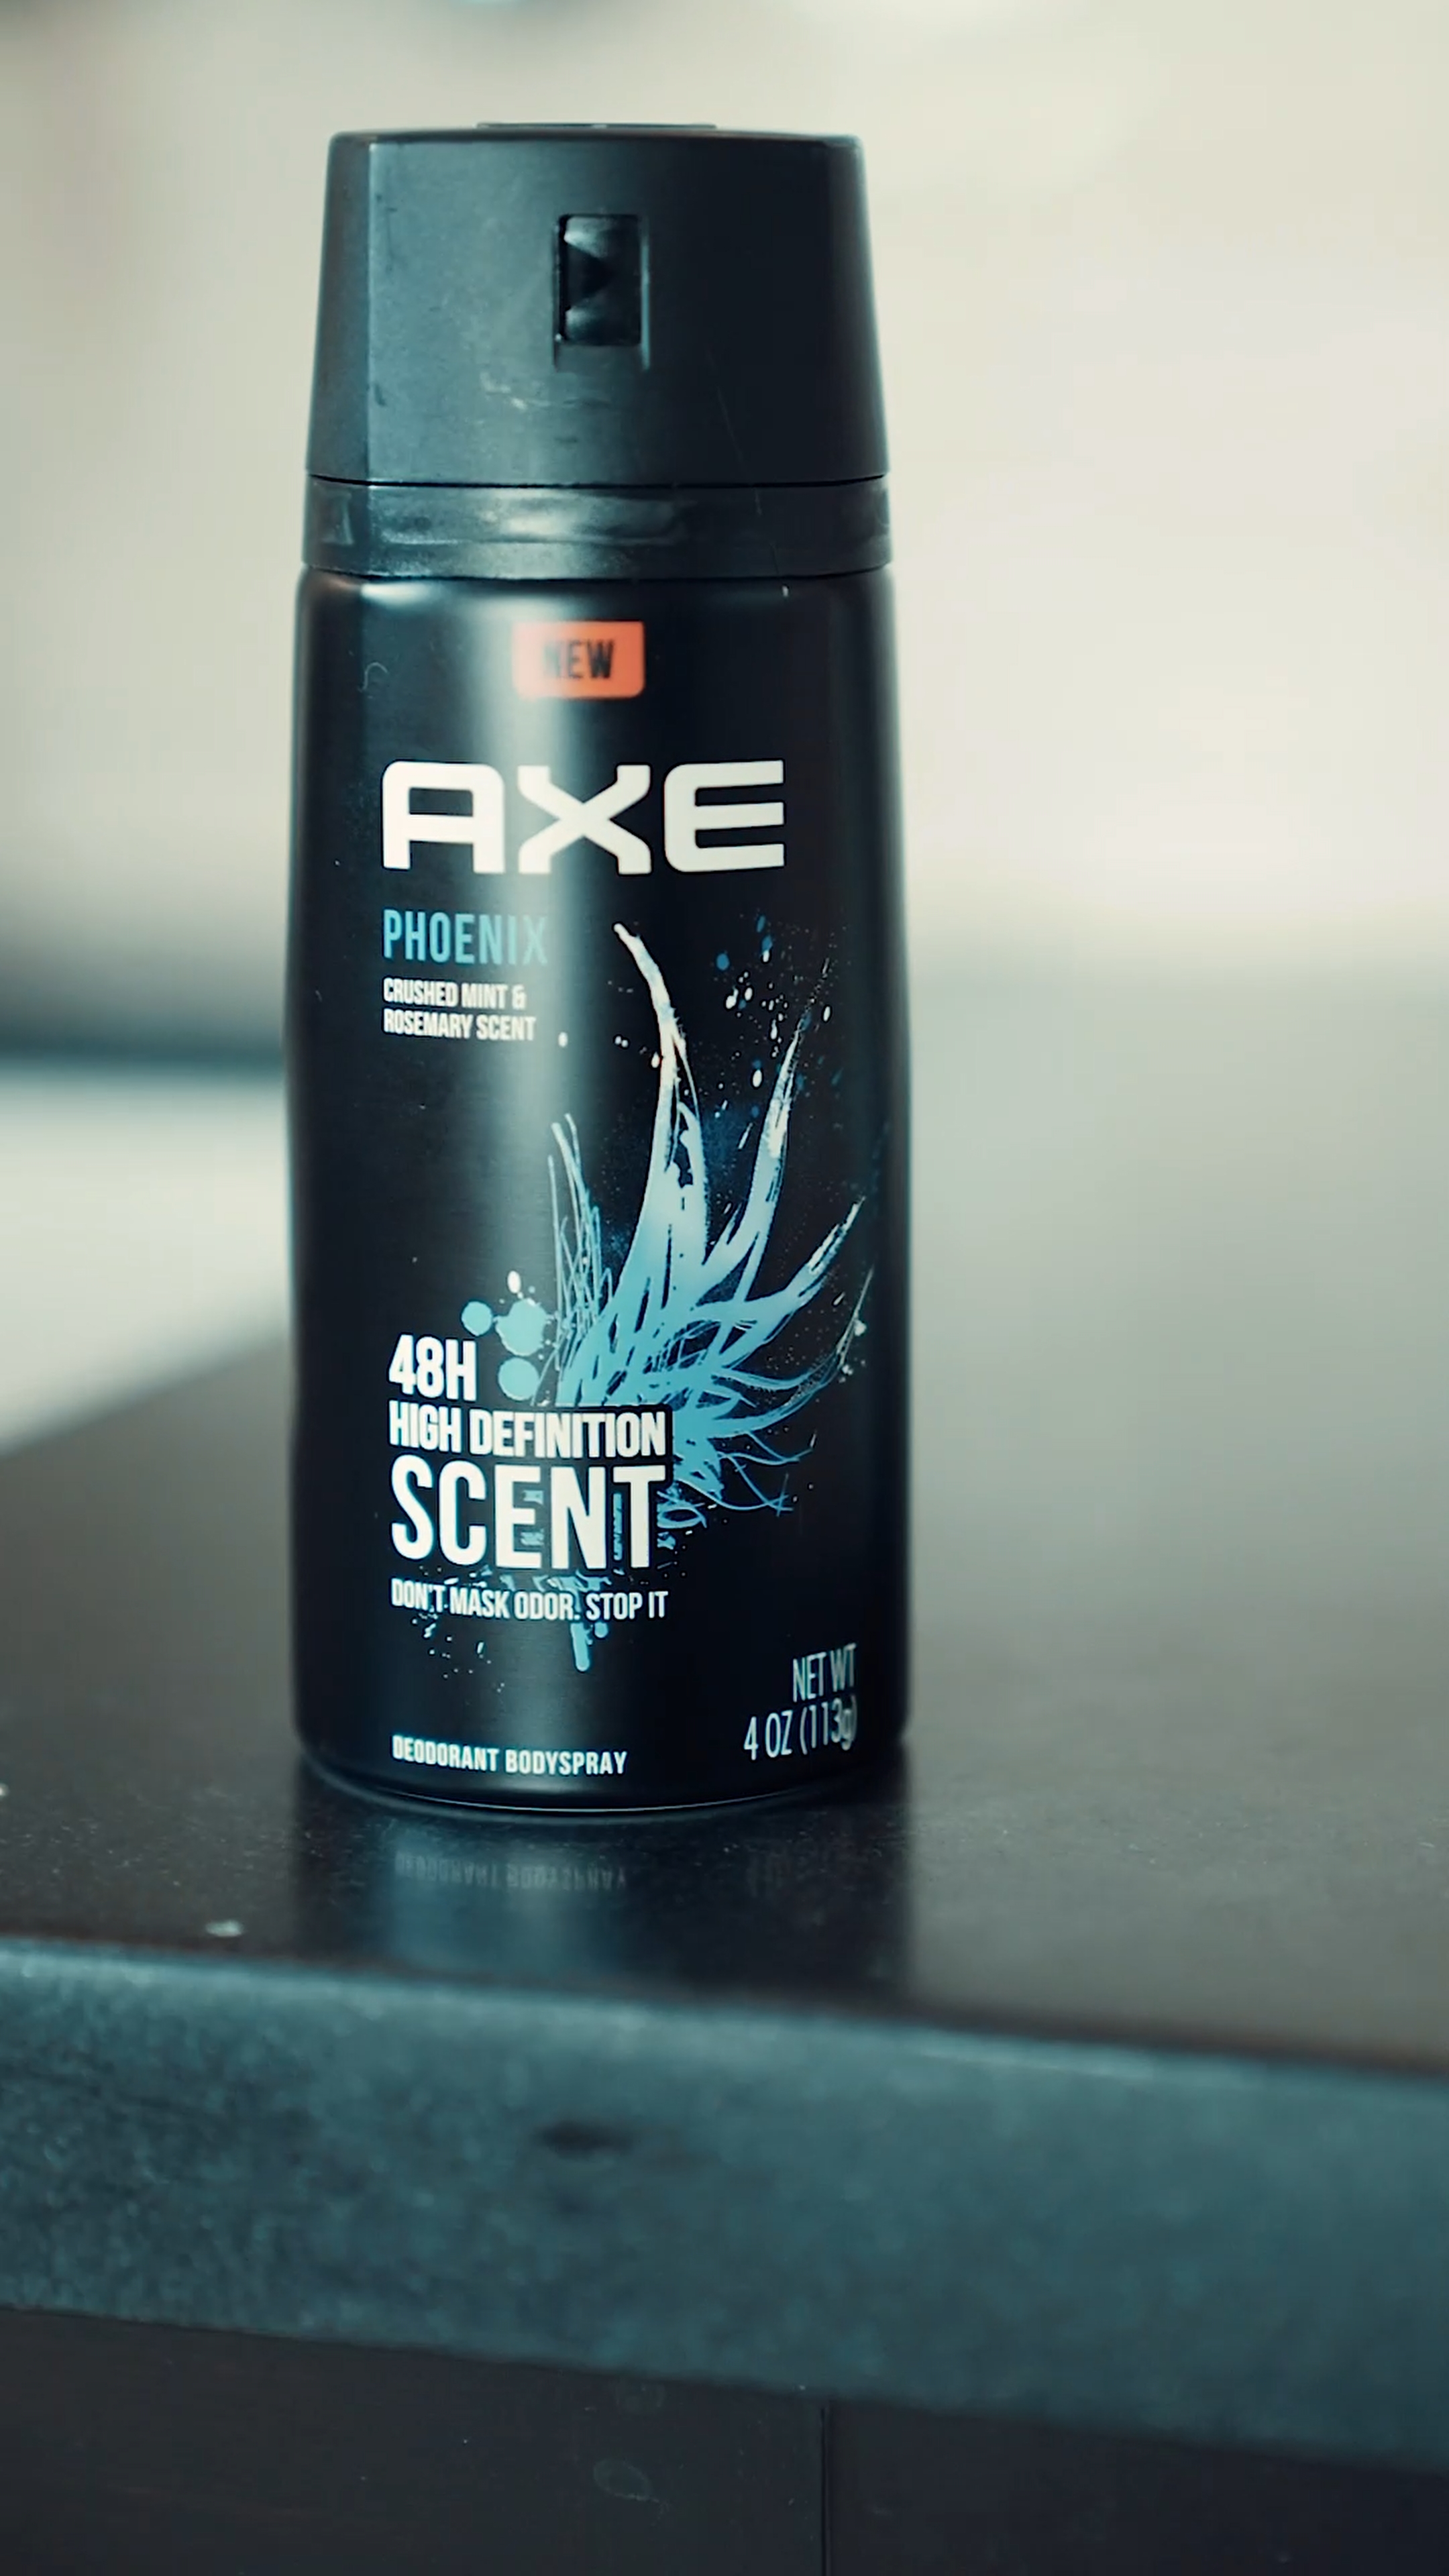 NEW
AXE
PHOENIX
CRUSHED MINT &
ROSEMARY SCENT
48H
HIGH DEFINITION
SCENT
DON'T MASK ODOR. STOP IT
NET WT
4 OZ (113g)
DEODORANT BODYSPRAY